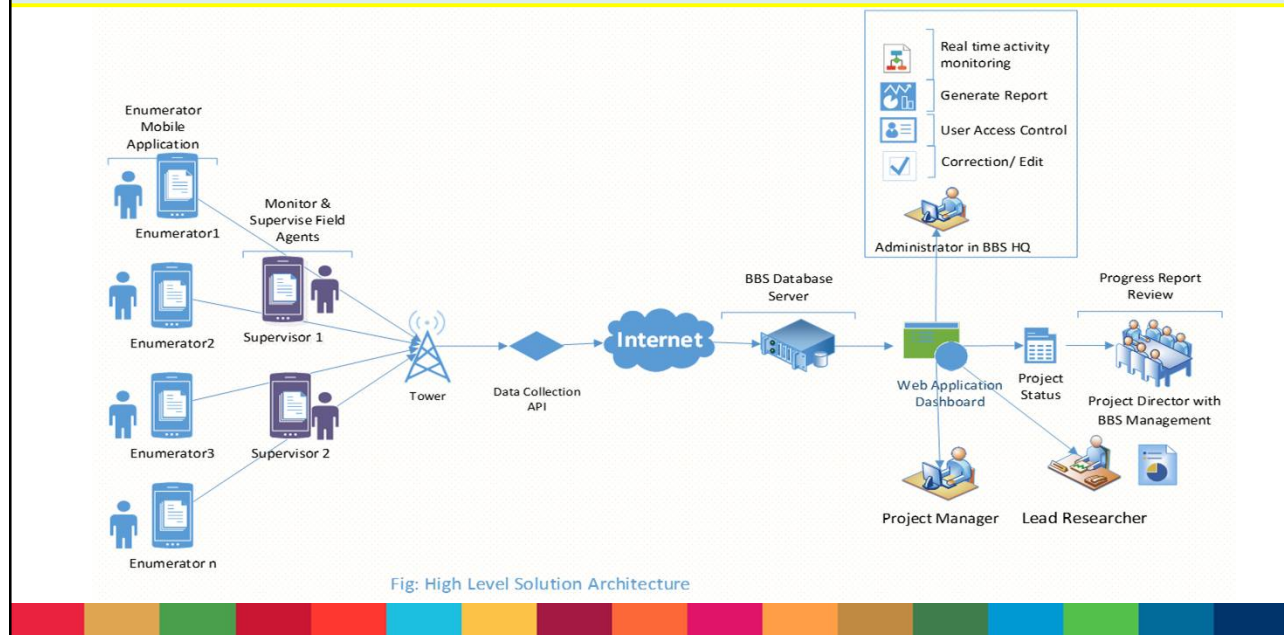 Enumerator
Mobile
Application
Enumerator1
Monitor &
Supervise Field
Agents
Enumerator2
Supervisor 1
Enumerator3
Supervisor 2
Enumerator n
Tower
Data Collection
API
Internet
BBS Database
Server
Real time activity
monitoring
Generate Report
User Access Control
Correction/ Edit
Administrator in BBS HQ
Web Application
Dashboard
Project
Status
Progress Report
Review
Project Director with
BBS Management
Project Manager
Lead Researcher
Fig: High Level Solution Architecture